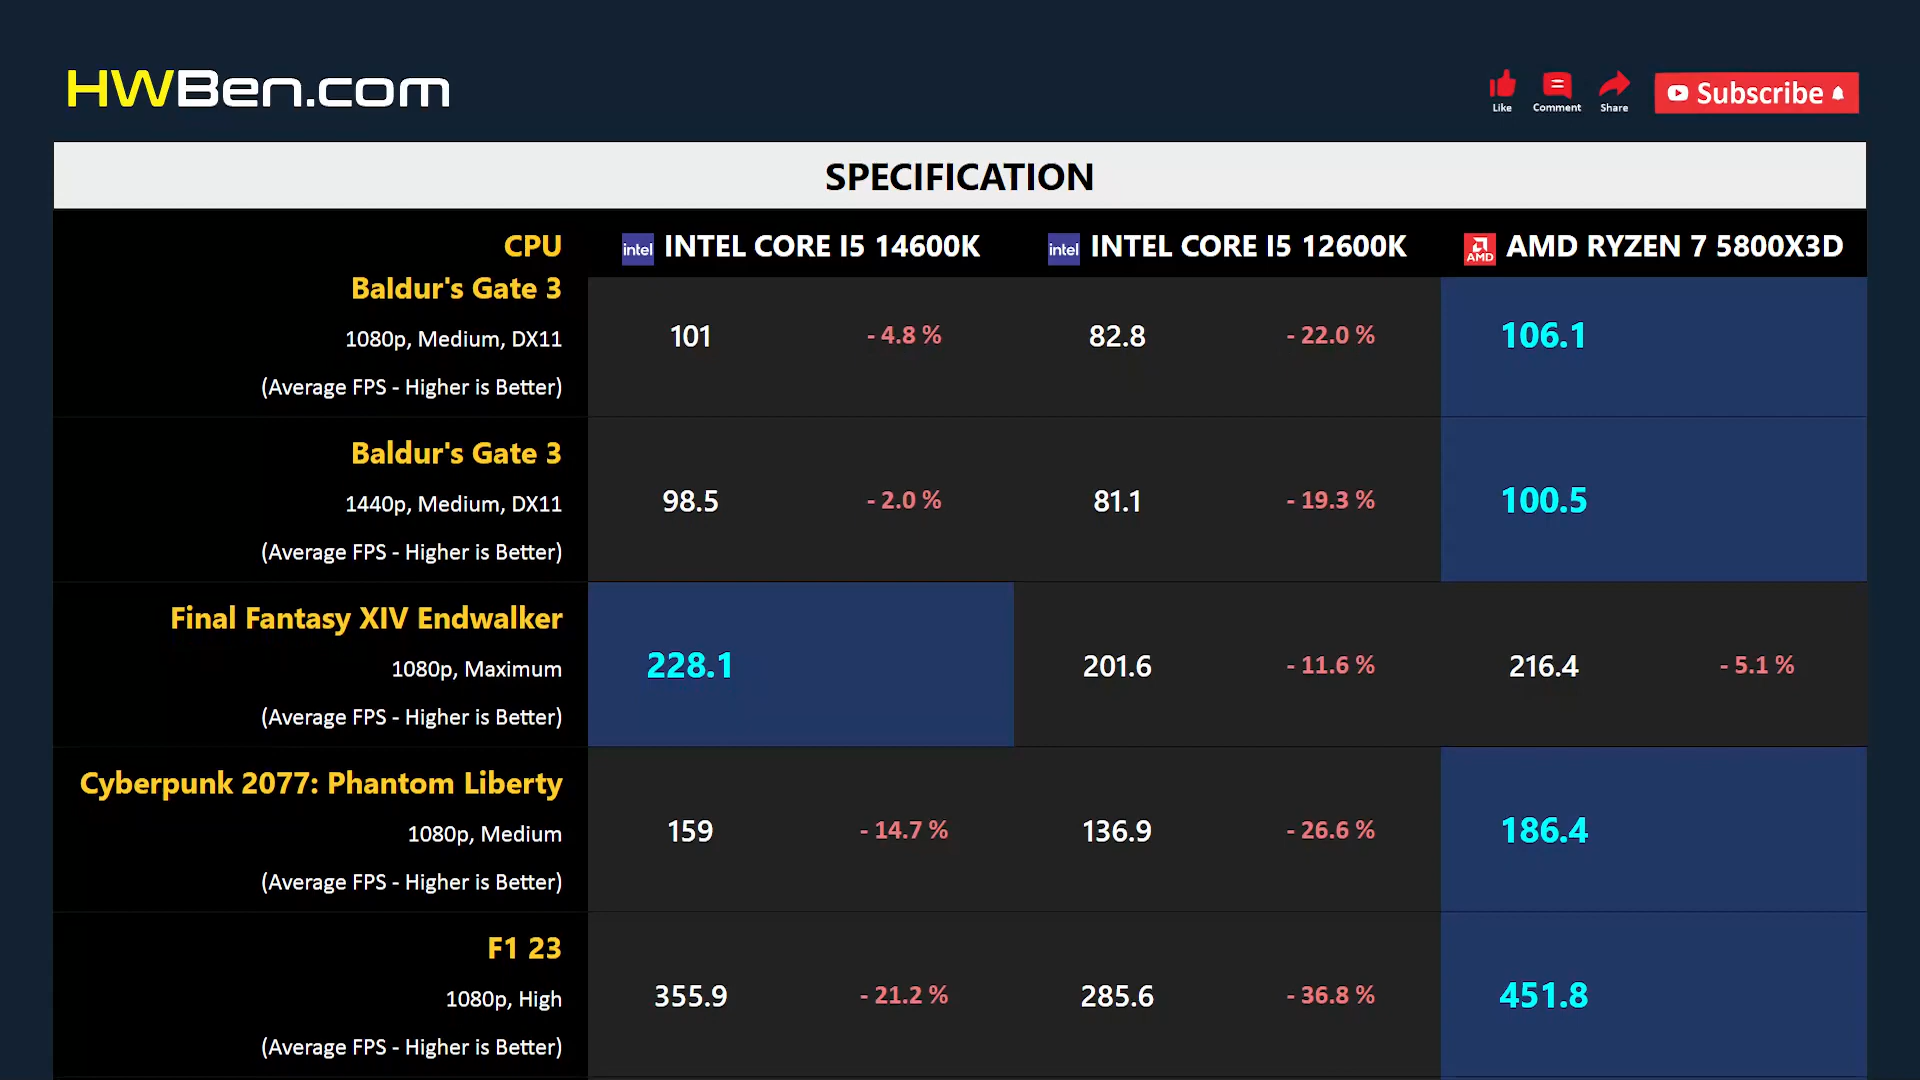 HWBen.com
Like
Comment
Share
Subscribe
SPECIFICATION
CPU
intel INTEL CORE I5 14600K
intel INTEL CORE I5 12600K
AMD AMD RYZEN 7 5800X3D
Baldur's Gate 3
1080p, Medium, DX11
(Average FPS - Higher is Better)
101 - 4.8 % 82.8 - 22.0 % 106.1
Baldur's Gate 3
1440p, Medium, DX11
(Average FPS - Higher is Better)
98.5 - 2.0 % 81.1 - 19.3 % 100.5
Final Fantasy XIV Endwalker
1080p, Maximum
(Average FPS - Higher is Better)
228.1 201.6 - 11.6 % 216.4 - 5.1 %
Cyberpunk 2077: Phantom Liberty
1080p, Medium
(Average FPS - Higher is Better)
159 - 14.7 % 136.9 - 26.6 % 186.4
F1 23
1080p, High
(Average FPS - Higher is Better)
355.9 - 21.2 % 285.6 - 36.8 % 451.8